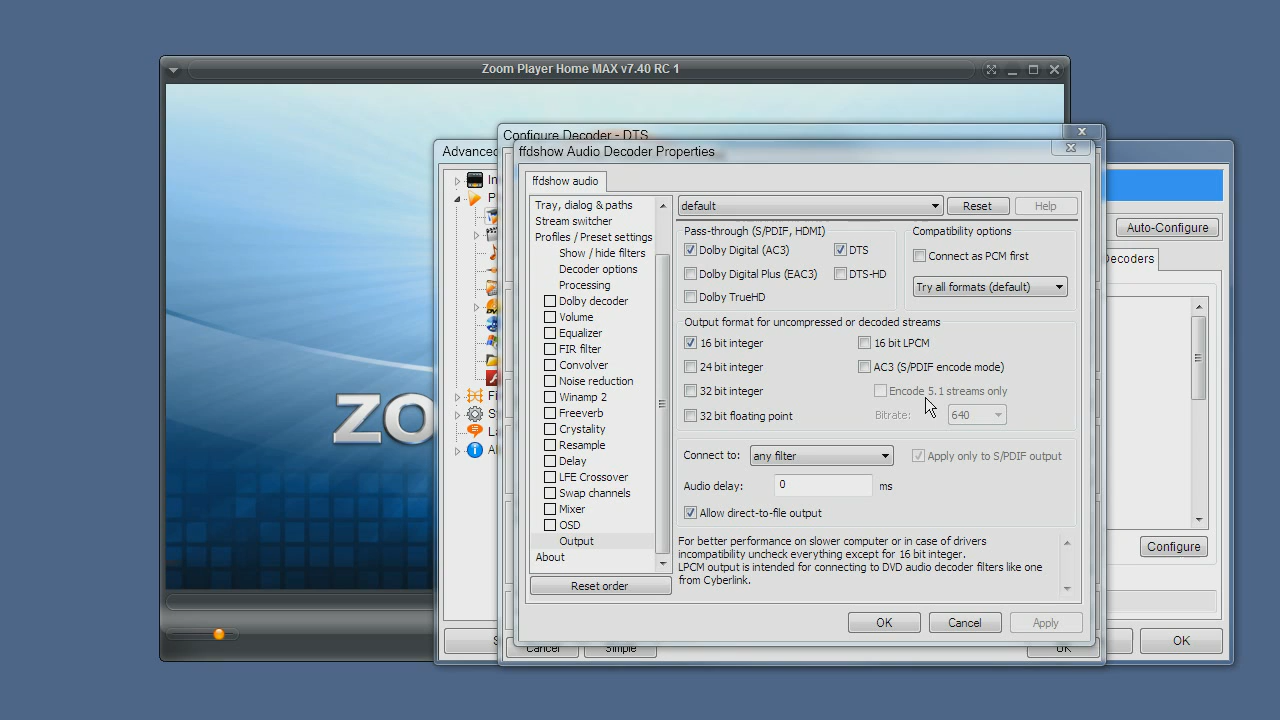 Zoom Player Home MAX v7.40 RC 1
ZO
Advanced
Auto-Configure
Configure
OK
Configure Decoder - DTS
Cancel
Simple
OK
ffdshow Audio Decoder Properties
ffdshow audio
Tray, dialog & paths
Stream switcher
Profiles / Preset settings
Show / hide filters
Decoder options
Processing
Dolby decoder
Volume
Equalizer
FIR filter
Convolver
Noise reduction
Winamp 2
Freeverb
Crystality
Resample
Delay
LFE Crossover
Swap channels
Mixer
OSD
Output
About
Reset order
default
Reset
Help
Pass-through (S/PDIF, HDMI)
Dolby Digital (AC3)
DTS
Dolby Digital Plus (EAC3)
DTS-HD
Dolby TrueHD
Compatibility options
Connect as PCM first
Try all formats (default)
Output format for uncompressed or decoded streams
16 bit integer
16 bit LPCM
24 bit integer
AC3 (S/PDIF encode mode)
32 bit integer
Encode 5.1 streams only
32 bit floating point
Bitrate:
640
Connect to:
any filter
Apply only to S/PDIF output
Audio delay:
0
ms
Allow direct-to-file output
For better performance on slower computer or in case of drivers
incompatibility uncheck everything except for 16 bit integer.
LPCM output is intended for connecting to DVD audio decoder filters like one
from Cyberlink.
OK
Cancel
Apply